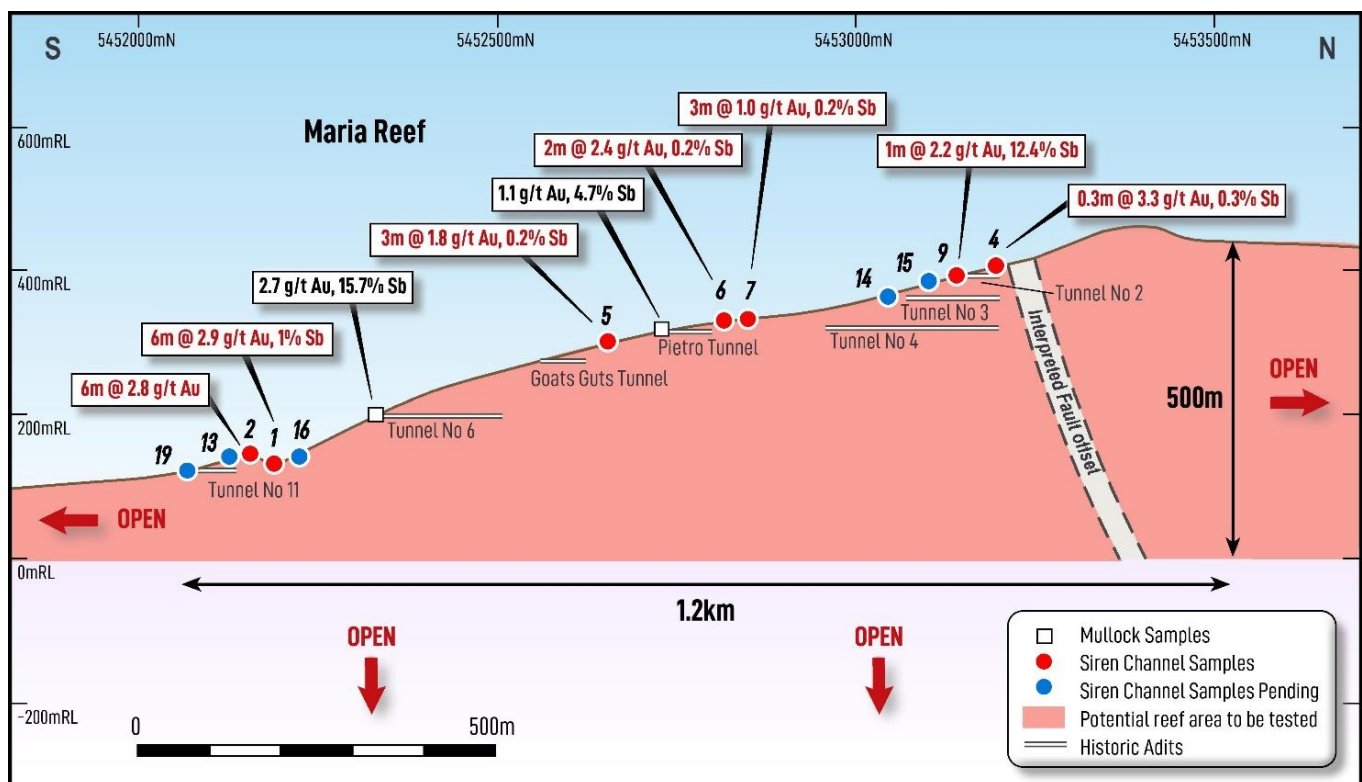 S
5452000mN
5452500mN
5453000mN
5453500mN
N
600mRL
Maria Reef
3m @ 1.0 g/t Au, 0.2% Sb
2m @ 2.4 g/t Au, 0.2% Sb
1m @ 2.2 g/t Au, 12.4% Sb
1.1 g/t Au, 4.7% Sb
0.3m @ 3.3 g/t Au, 0.3% Sb
3m @ 1.8 g/t Au, 0.2% Sb
400mRL
2.7 g/t Au, 15.7% Sb
6m @ 2.9 g/t Au, 1% Sb
6m @ 2.8 g/t Au
5
6
7
14
15
9
4
Tunnel No 2
Tunnel No 3
Tunnel No 4
Pietro Tunnel
Goats Guts Tunnel
Interpreted Fault offset
500m
OPEN
200mRL
19
13
2
1
16
Tunnel No 6
Tunnel No 11
OPEN
0mRL
1.2km
OPEN
OPEN
-200mRL
0
500m
Mullock Samples
Siren Channel Samples
Siren Channel Samples Pending
Potential reef area to be tested
Historic Adits